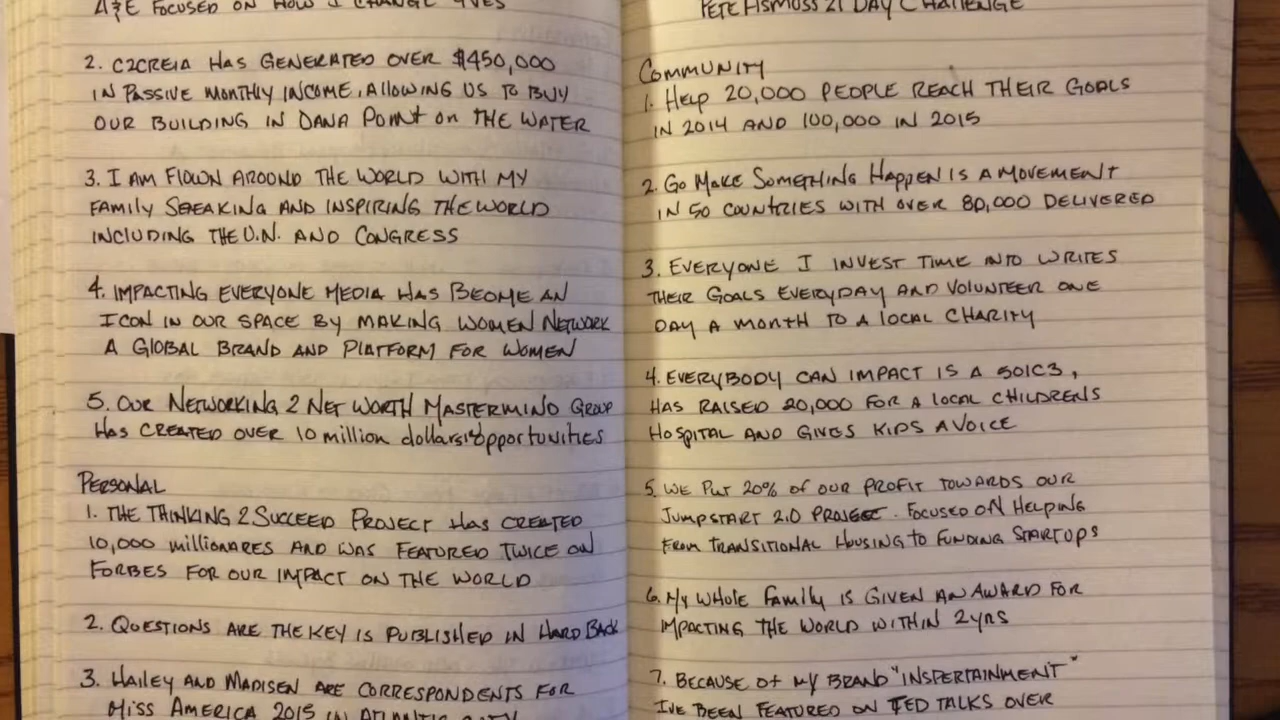 A&E FOCUSED ON HOW I CHANGE LIVES
2. C2CREIA HAS GENERATED OVER $450,000
IN PASSIVE MONTHLY INCOME, ALLOWING US TO BUY
OUR BUILDING IN DANA POINT ON THE WATER
3. I AM FLOWN AROUND THE WORLD WITH MY
FAMILY SPEAKING AND INSPIRING THE WORLD
INCLUDING THE U.N. AND CONGRESS
4. IMPACTING EVERYONE MEDIA HAS BECOME AN
ICON IN OUR SPACE BY MAKING WOMEN NETWORK
A GLOBAL BRAND AND PLATFORM FOR WOMEN
5. OUR NETWORKING 2 NET WORTH MASTERMIND GROUP
HAS CREATED OVER 10 million dollars opportunities
PERSONAL
1. THE THINKING 2 SUCCEED PROJECT HAS CREATED
10,000 millionares AND WAS FEATURED TWICE ON
FORBES FOR OUR IMPACT ON THE WORLD
2. QUESTIONS ARE THE KEY IS PUBLISHED IN HARD BACK
3. HAILEY AND MADISEN ARE CORRESPONDENTS FOR
MISS AMERICA 2015 IN ATLANTIC CITY
21 DAY CHALLENGE
COMMUNITY
1. HELP 20,000 PEOPLE REACH THEIR GOALS
IN 2014 AND 100,000 IN 2015
2. GO MAKE SOMETHING HAPPEN IS A MOVEMENT
IN 50 COUNTRIES WITH OVER 80,000 DELIVERED
3. EVERYONE I INVEST TIME INTO WRITES
THEIR GOALS EVERYDAY AND VOLUNTEER ONE
DAY A MONTH TO A LOCAL CHARITY
4. EVERYBODY CAN IMPACT IS A 501C3,
HAS RAISED 20,000 FOR A LOCAL CHILDRENS
HOSPITAL AND GIVES KIDS A VOICE
5. WE PUT 20% OF OUR PROFIT TOWARDS OUR
JUMPSTART 2.0 PROJECT. FOCUSED ON HELPING
FROM TRANSITIONAL HOUSING TO FUNDING STARTUPS
6. MY WHOLE FAMILY IS GIVEN AN AWARD FOR
IMPACTING THE WORLD WITHIN 2yrs
7. BECAUSE OF MY BRAND "INSPERTAINMENT"
I'VE BEEN FEATURED ON TED TALKS OVER